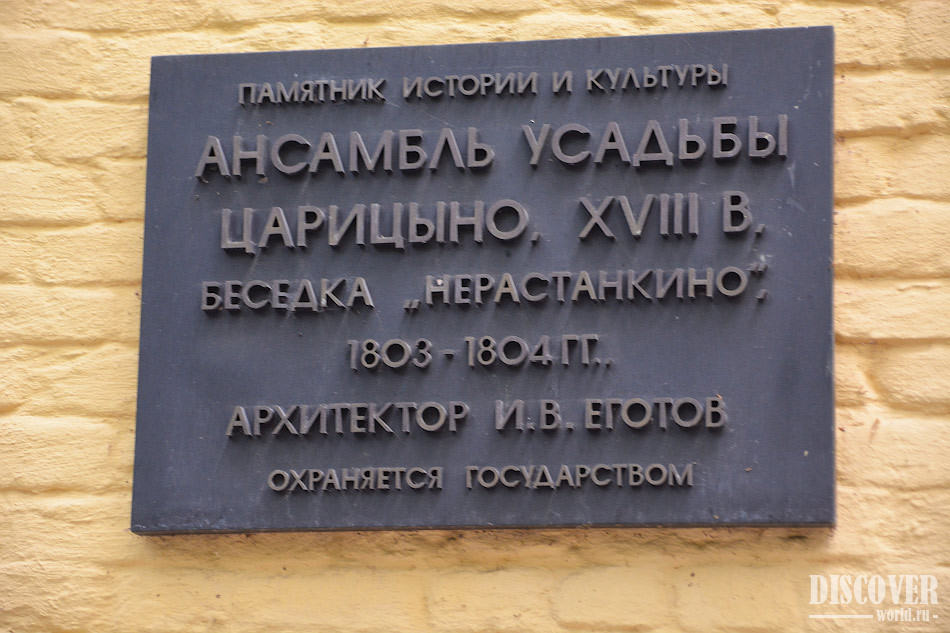 ПАМЯТНИК ИСТОРИИ И КУЛЬТУРЫ
АНСАМБЛЬ УСАДЬБЫ
ЦАРИЦЫНО, XVIII В.
БЕСЕДКА „НЕРАСТАНКИНО“,
1803-1804 ГГ.,
АРХИТЕКТОР И.В. ЕГОТОВ
ОХРАНЯЕТСЯ ГОСУДАРСТВОМ
DISCOVER
world.ru